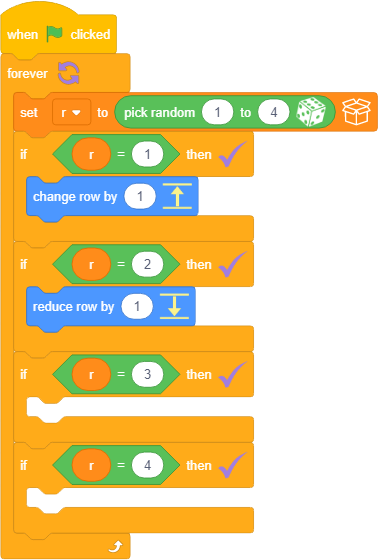 when clicked
forever
set r to pick random 1 to 4
if r = 1 then
change row by 1
if r = 2 then
reduce row by 1
if r = 3 then
if r = 4 then